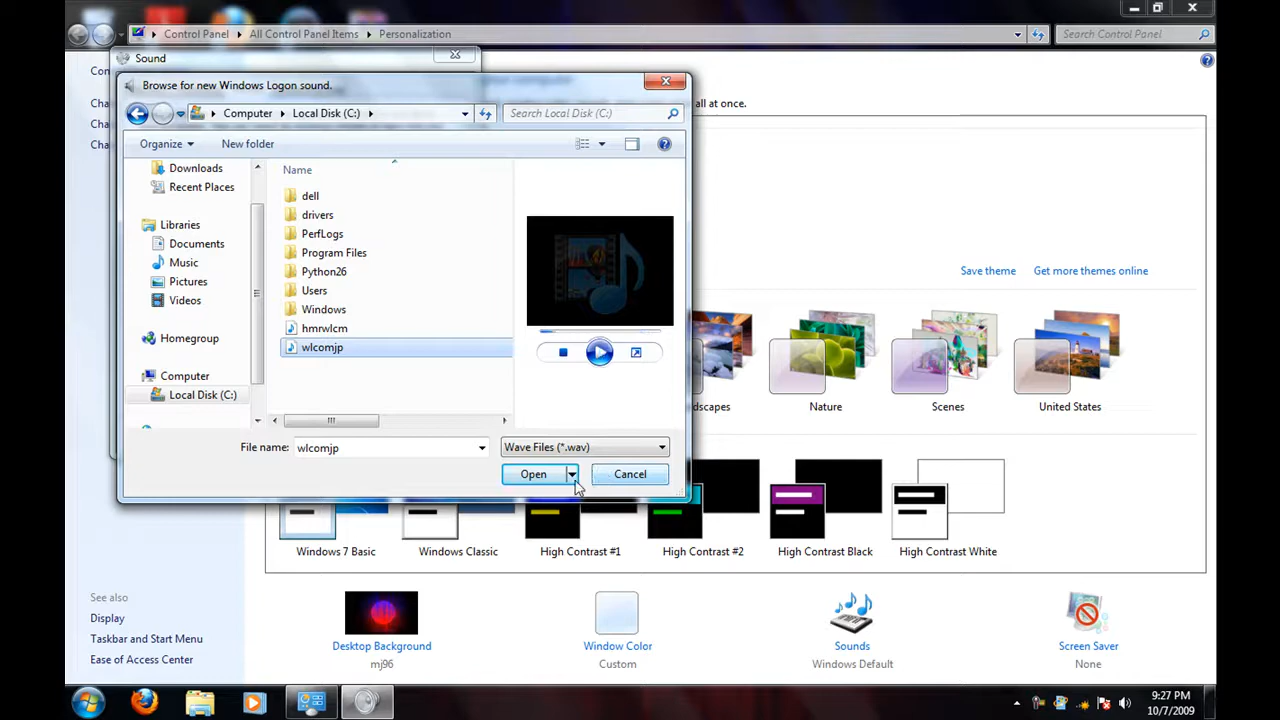 Control Panel All Control Panel Items Personalization Search Control Panel
Sound
Browse for new Windows Logon sound.
Computer Local Disk (C:) Search Local Disk (C:)
all at once.
Organize New folder
Name
Downloads
Recent Places
Libraries
Documents
Music
Pictures
Videos
Homegroup
Computer
Local Disk (C:)
dell
drivers
PerfLogs
Program Files
Python26
Users
Windows
hmrwlcm
wlcomjp
File name: wlcomjp Wave Files (*.wav)
Open Cancel
Save theme Get more themes online
Nature Scenes United States
Windows 7 Basic Windows Classic High Contrast #1 High Contrast #2 High Contrast Black High Contrast White
See also
Display
Taskbar and Start Menu
Ease of Access Center
Desktop Background
mj96
Window Color
Custom
Sounds
Windows Default
Screen Saver
None
9:27 PM
10/7/2009